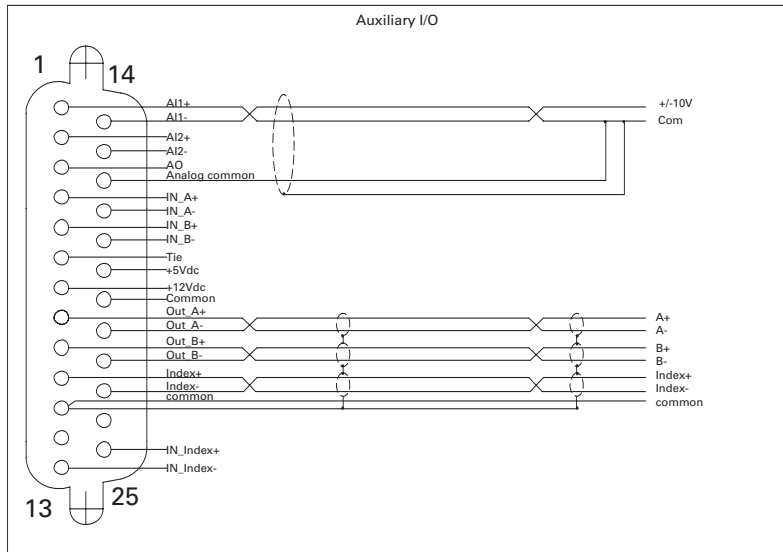 Auxiliary I/O
1
14
AI1+
AI1-
AI2+
AI2-
AO
Analog common
IN_A+
IN_A-
IN_B+
IN_B-
Tie
+5Vdc
+12Vdc
Common
Out_A+
Out_A-
Out_B+
Out_B-
Index+
Index-
common
IN_Index+
IN_Index-
13
25
+/-10V
Com
A+
A-
B+
B-
Index+
Index-
common